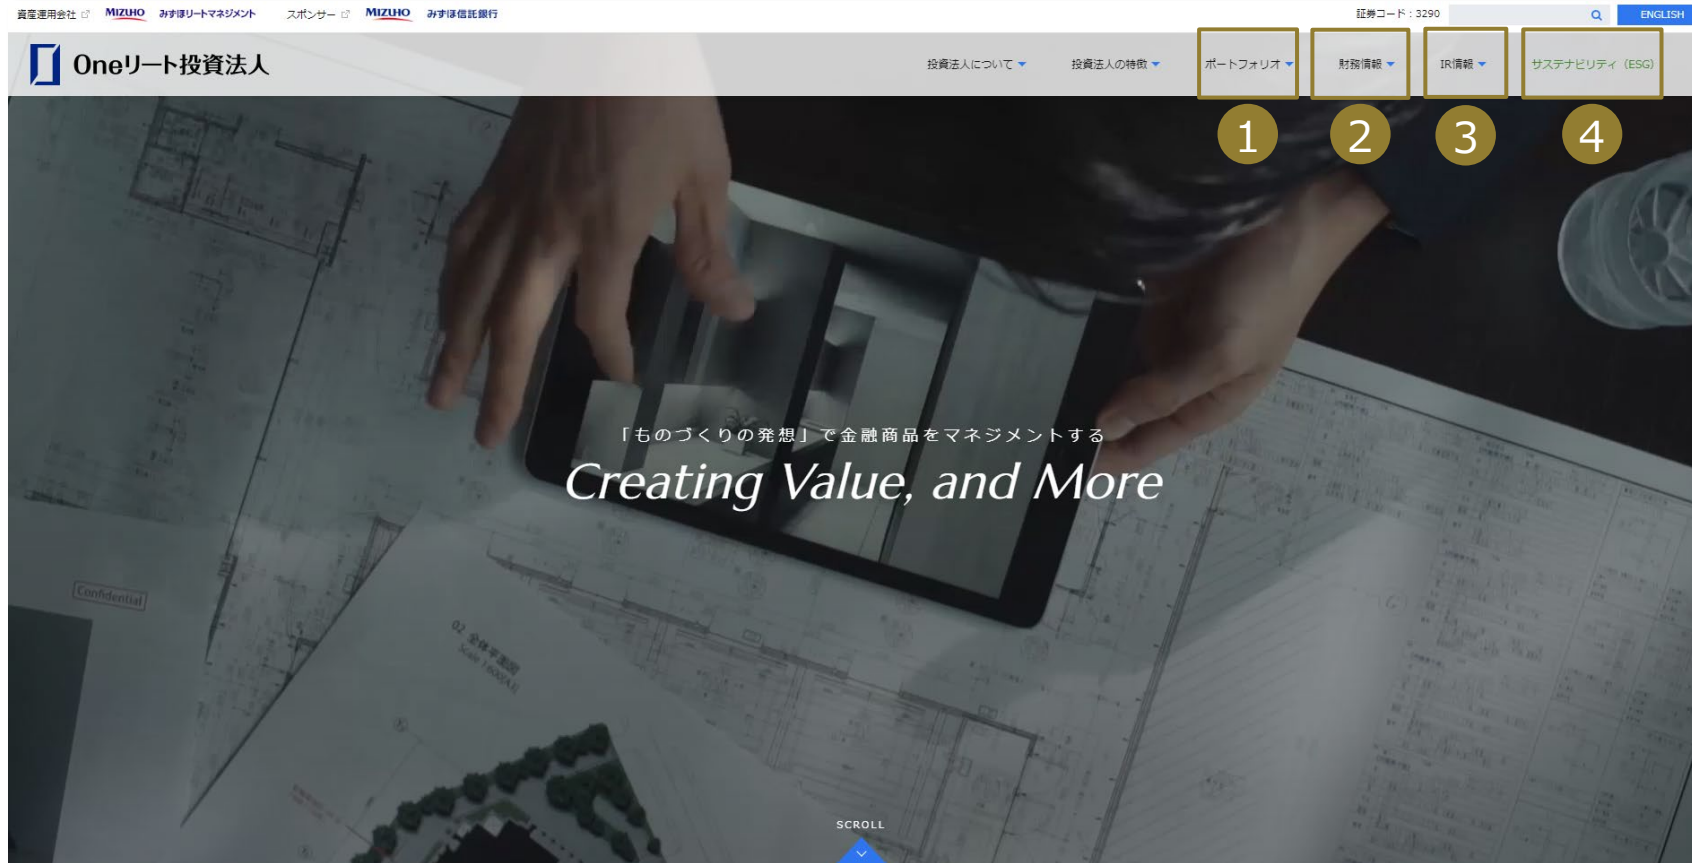 資産運用会社 MIZUHO みずほリートマネジメント スポンサー MIZUHO みずほ信託銀行 証券コード：3290 ENGLISH
Oneリート投資法人 投資法人について 投資法人の特徴 ポートフォリオ 財務情報 IR情報 サステナビリティ（ESG）
1 2 3 4
「ものづくりの発想」で金融商品をマネジメントする
Creating Value, and More
Confidential
02 全体平面図
SCROLL